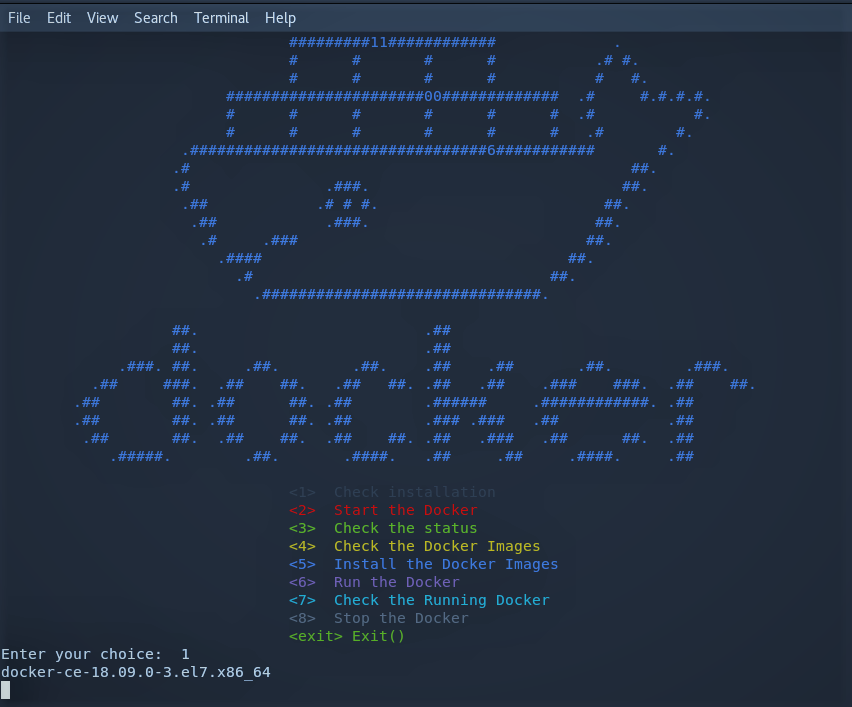 File Edit View Search Terminal Help
#########11############ .
# # # # .# #.
# # # # # #.
######################00############# .# #.#.#.#.
# # # # # # .# #.
# # # # # # .# #.
.#################################6########### #.
.# ##.
.# .###. ##.
.## .# # #. ##.
.## .###. ##.
.# .### ##.
.#### ##.
.# ##.
.###############################.
##. .##
##. .##
.###. ##. .##. .##. .## .## .##. .###.
.## ###. .## ##. .## ##. .## .## .### ###. .## ##.
.## ##. .## ##. .## .###### .############. .##
.## ##. .## ##. .## .### .### .## .##
.## ##. .## ##. .## ##. .## .### .## ##. .##
.#####. .##. .####. .## .## .####. .##
<1> Check installation
<2> Start the Docker
<3> Check the status
<4> Check the Docker Images
<5> Install the Docker Images
<6> Run the Docker
<7> Check the Running Docker
<8> Stop the Docker
<exit> Exit()
Enter your choice: 1
docker-ce-18.09.0-3.el7.x86_64